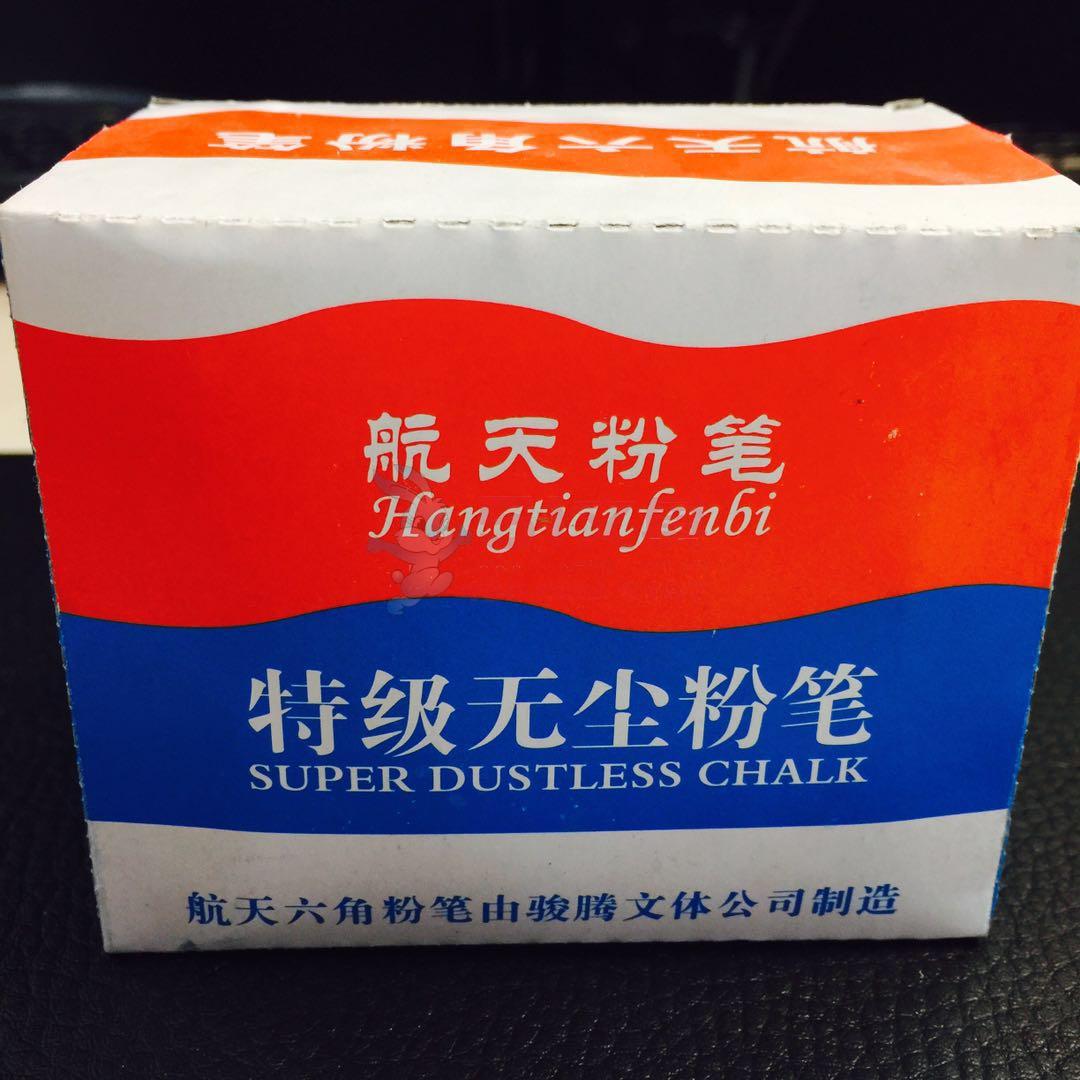 航天六角粉笔
航天粉笔
Hangtianfenbi
特级无尘粉笔
SUPER DUSTLESS CHALK
航天六角粉笔由骏腾文体公司制造